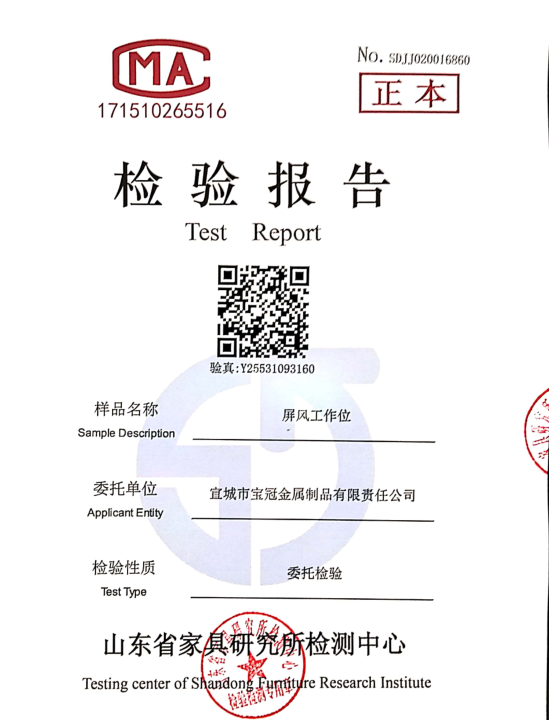 CMA
No. SDJJ020016860
171510265516
正本
检验报告
Test Report
验真:Y25531093160
样品名称
屏风工作位
Sample Description
委托单位
宣城市宝冠金属制品有限责任公司
Applicant Entity
检验性质
委托检验
Test Type
山东省家具研究所检测中心
Testing center of Shandong Furniture Research Institute